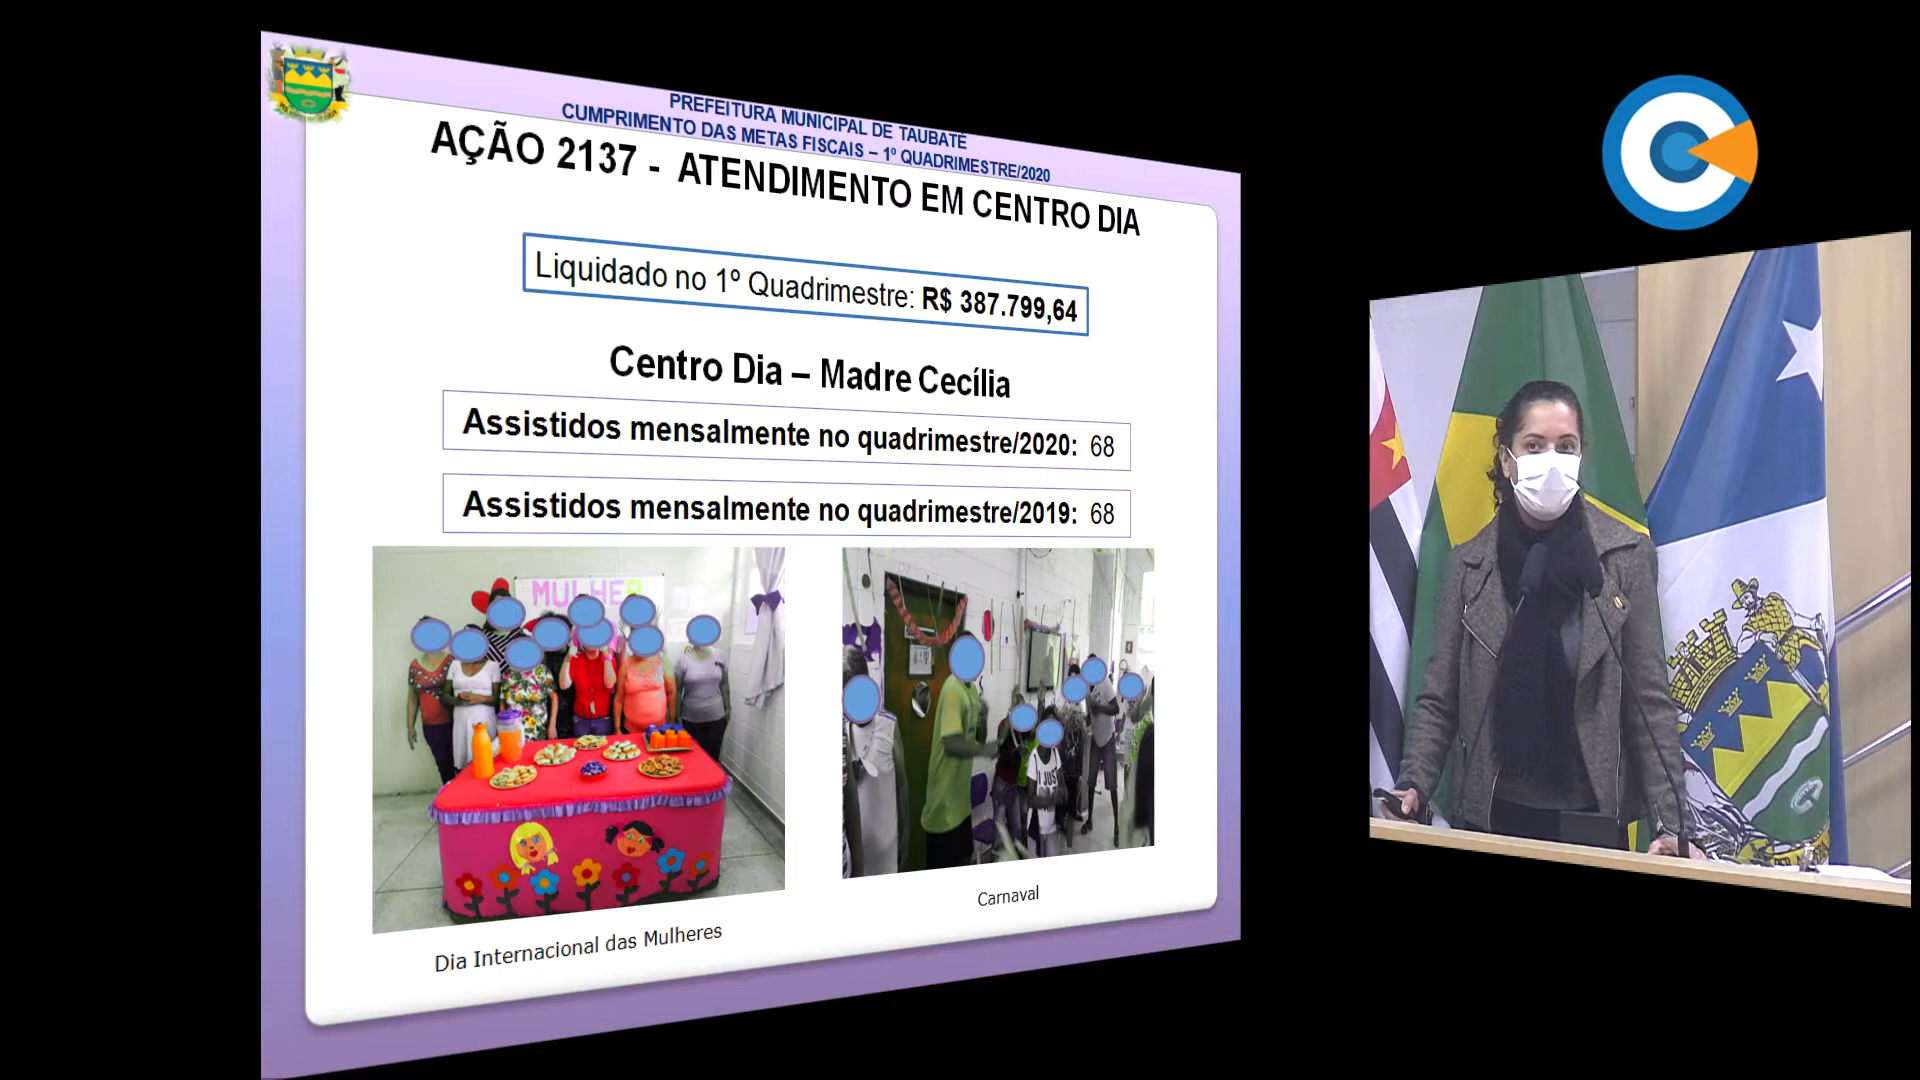 PREFEITURA MUNICIPAL DE TAUBATÉ
CUMPRIMENTO DAS METAS FISCAIS – 1º QUADRIMESTRE/2020
AÇÃO 2137 - ATENDIMENTO EM CENTRO DIA
Liquidado no 1º Quadrimestre: R$ 387.799,64
Centro Dia – Madre Cecília
Assistidos mensalmente no quadrimestre/2020: 68
Assistidos mensalmente no quadrimestre/2019: 68
MULHER
I JUST
Dia Internacional das Mulheres
Carnaval